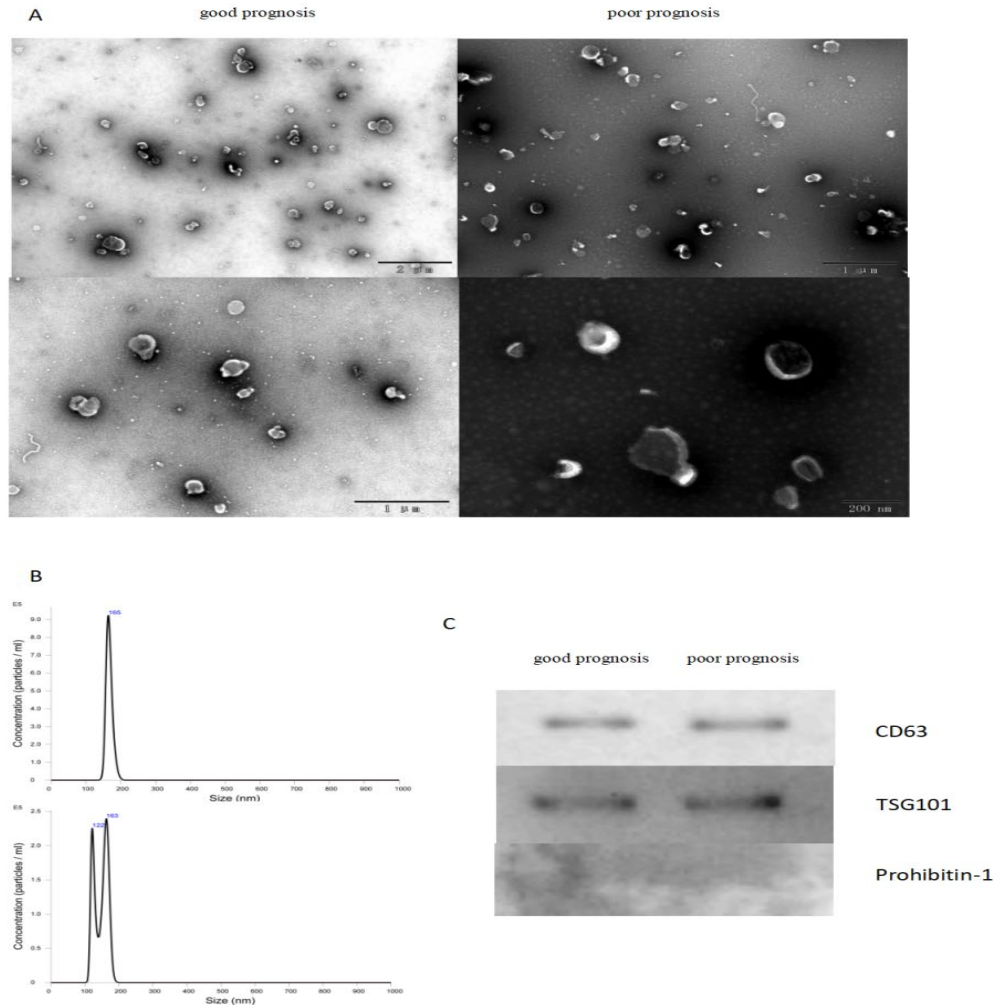 A
good prognosis
poor prognosis
2 μm
1 μm
1 μm
200 nm
B
E5
165
9.0
8.0
7.0
6.0
5.0
4.0
3.0
2.0
1.0
0
Concentration (particles / ml)
0 100 200 300 400 500 600 700 800 900 1000
Size (nm)
E5
122
163
2.5
2.0
1.5
1.0
0.5
0
Concentration (particles / ml)
0 100 200 300 400 500 600 700 800 900 1000
Size (nm)
C
good prognosis
poor prognosis
CD63
TSG101
Prohibitin-1